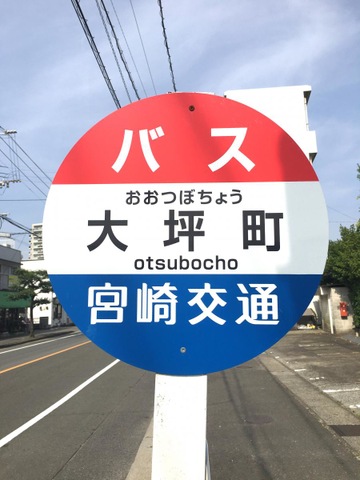 バス
おおつぼちょう
大坪町
otsubocho
宮崎交通